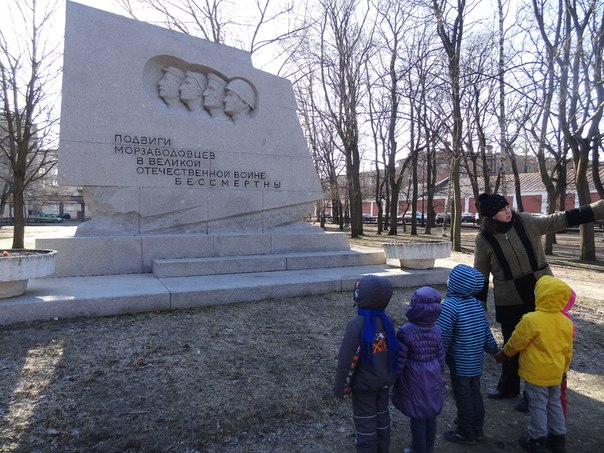 ПОДВИГИ
МОРЗАВОДОВЦЕВ
В ВЕЛИКОЙ
ОТЕЧЕСТВЕННОЙ ВОЙНЕ
БЕССМЕРТНЫ